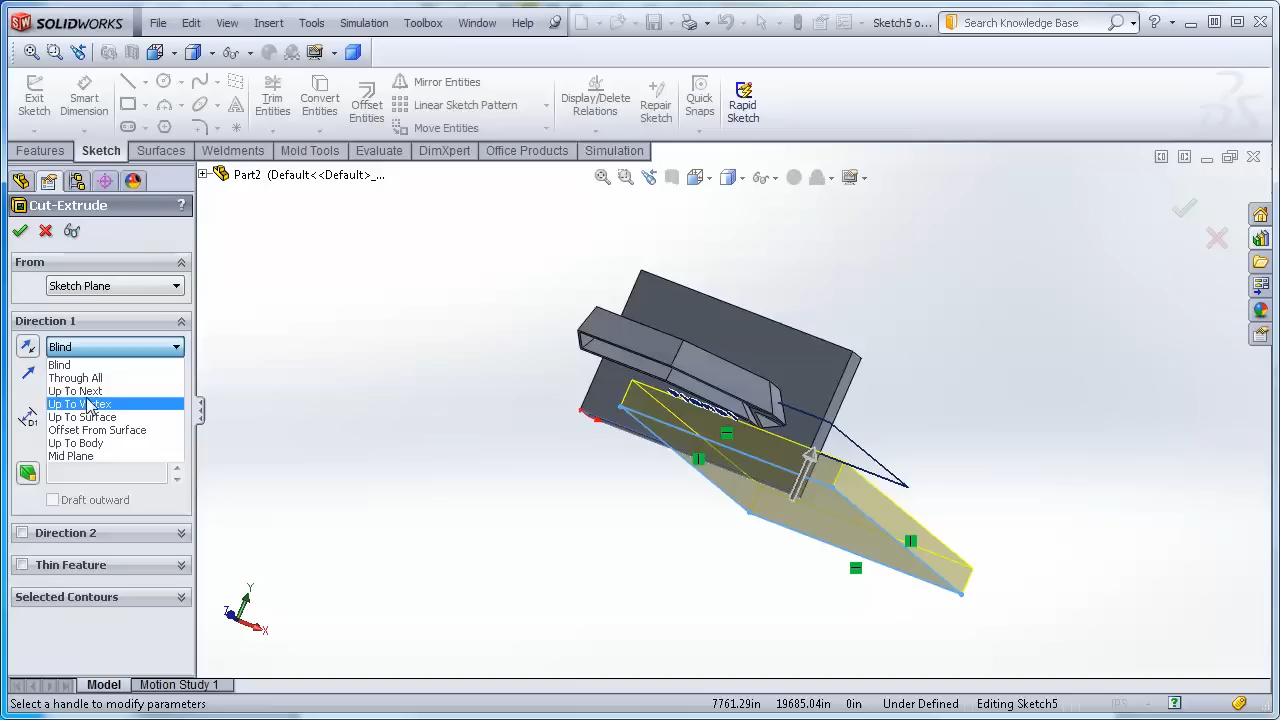 SOLIDWORKS File Edit View Insert Tools Simulation Toolbox Window Help Sketch5 o... Search Knowledge Base ?
Exit Sketch
Smart Dimension
Trim Entities
Convert Entities
Offset Entities
Mirror Entities
Linear Sketch Pattern
Move Entities
Display/Delete Relations
Repair Sketch
Quick Snaps
Rapid Sketch
Features Sketch Surfaces Weldments Mold Tools Evaluate DimXpert Office Products Simulation
Part2 (Default<<Default>_...
Cut-Extrude ?
From
Sketch Plane
Direction 1
Blind
Blind
Through All
Up To Next
Up To Vertex
Up To Surface
Offset From Surface
Up To Body
Mid Plane
D1
Draft outward
Direction 2
Thin Feature
Selected Contours
Y
Z
X
Model Motion Study 1
Select a handle to modify parameters 7761.29in 19685.04in 0in Under Defined Editing Sketch5 IPS ?